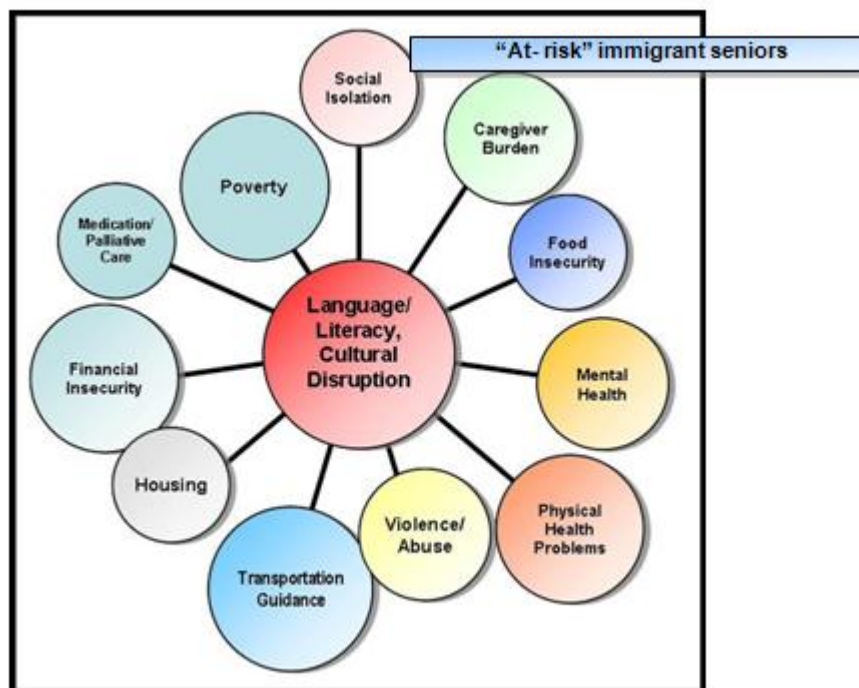 “At- risk” immigrant seniors
Social
Isolation
Caregiver
Burden
Poverty
Medication/
Palliative
Care
Food
Insecurity
Language/
Literacy,
Cultural
Disruption
Financial
Insecurity
Mental
Health
Housing
Violence/
Abuse
Physical
Health
Problems
Transportation
Guidance